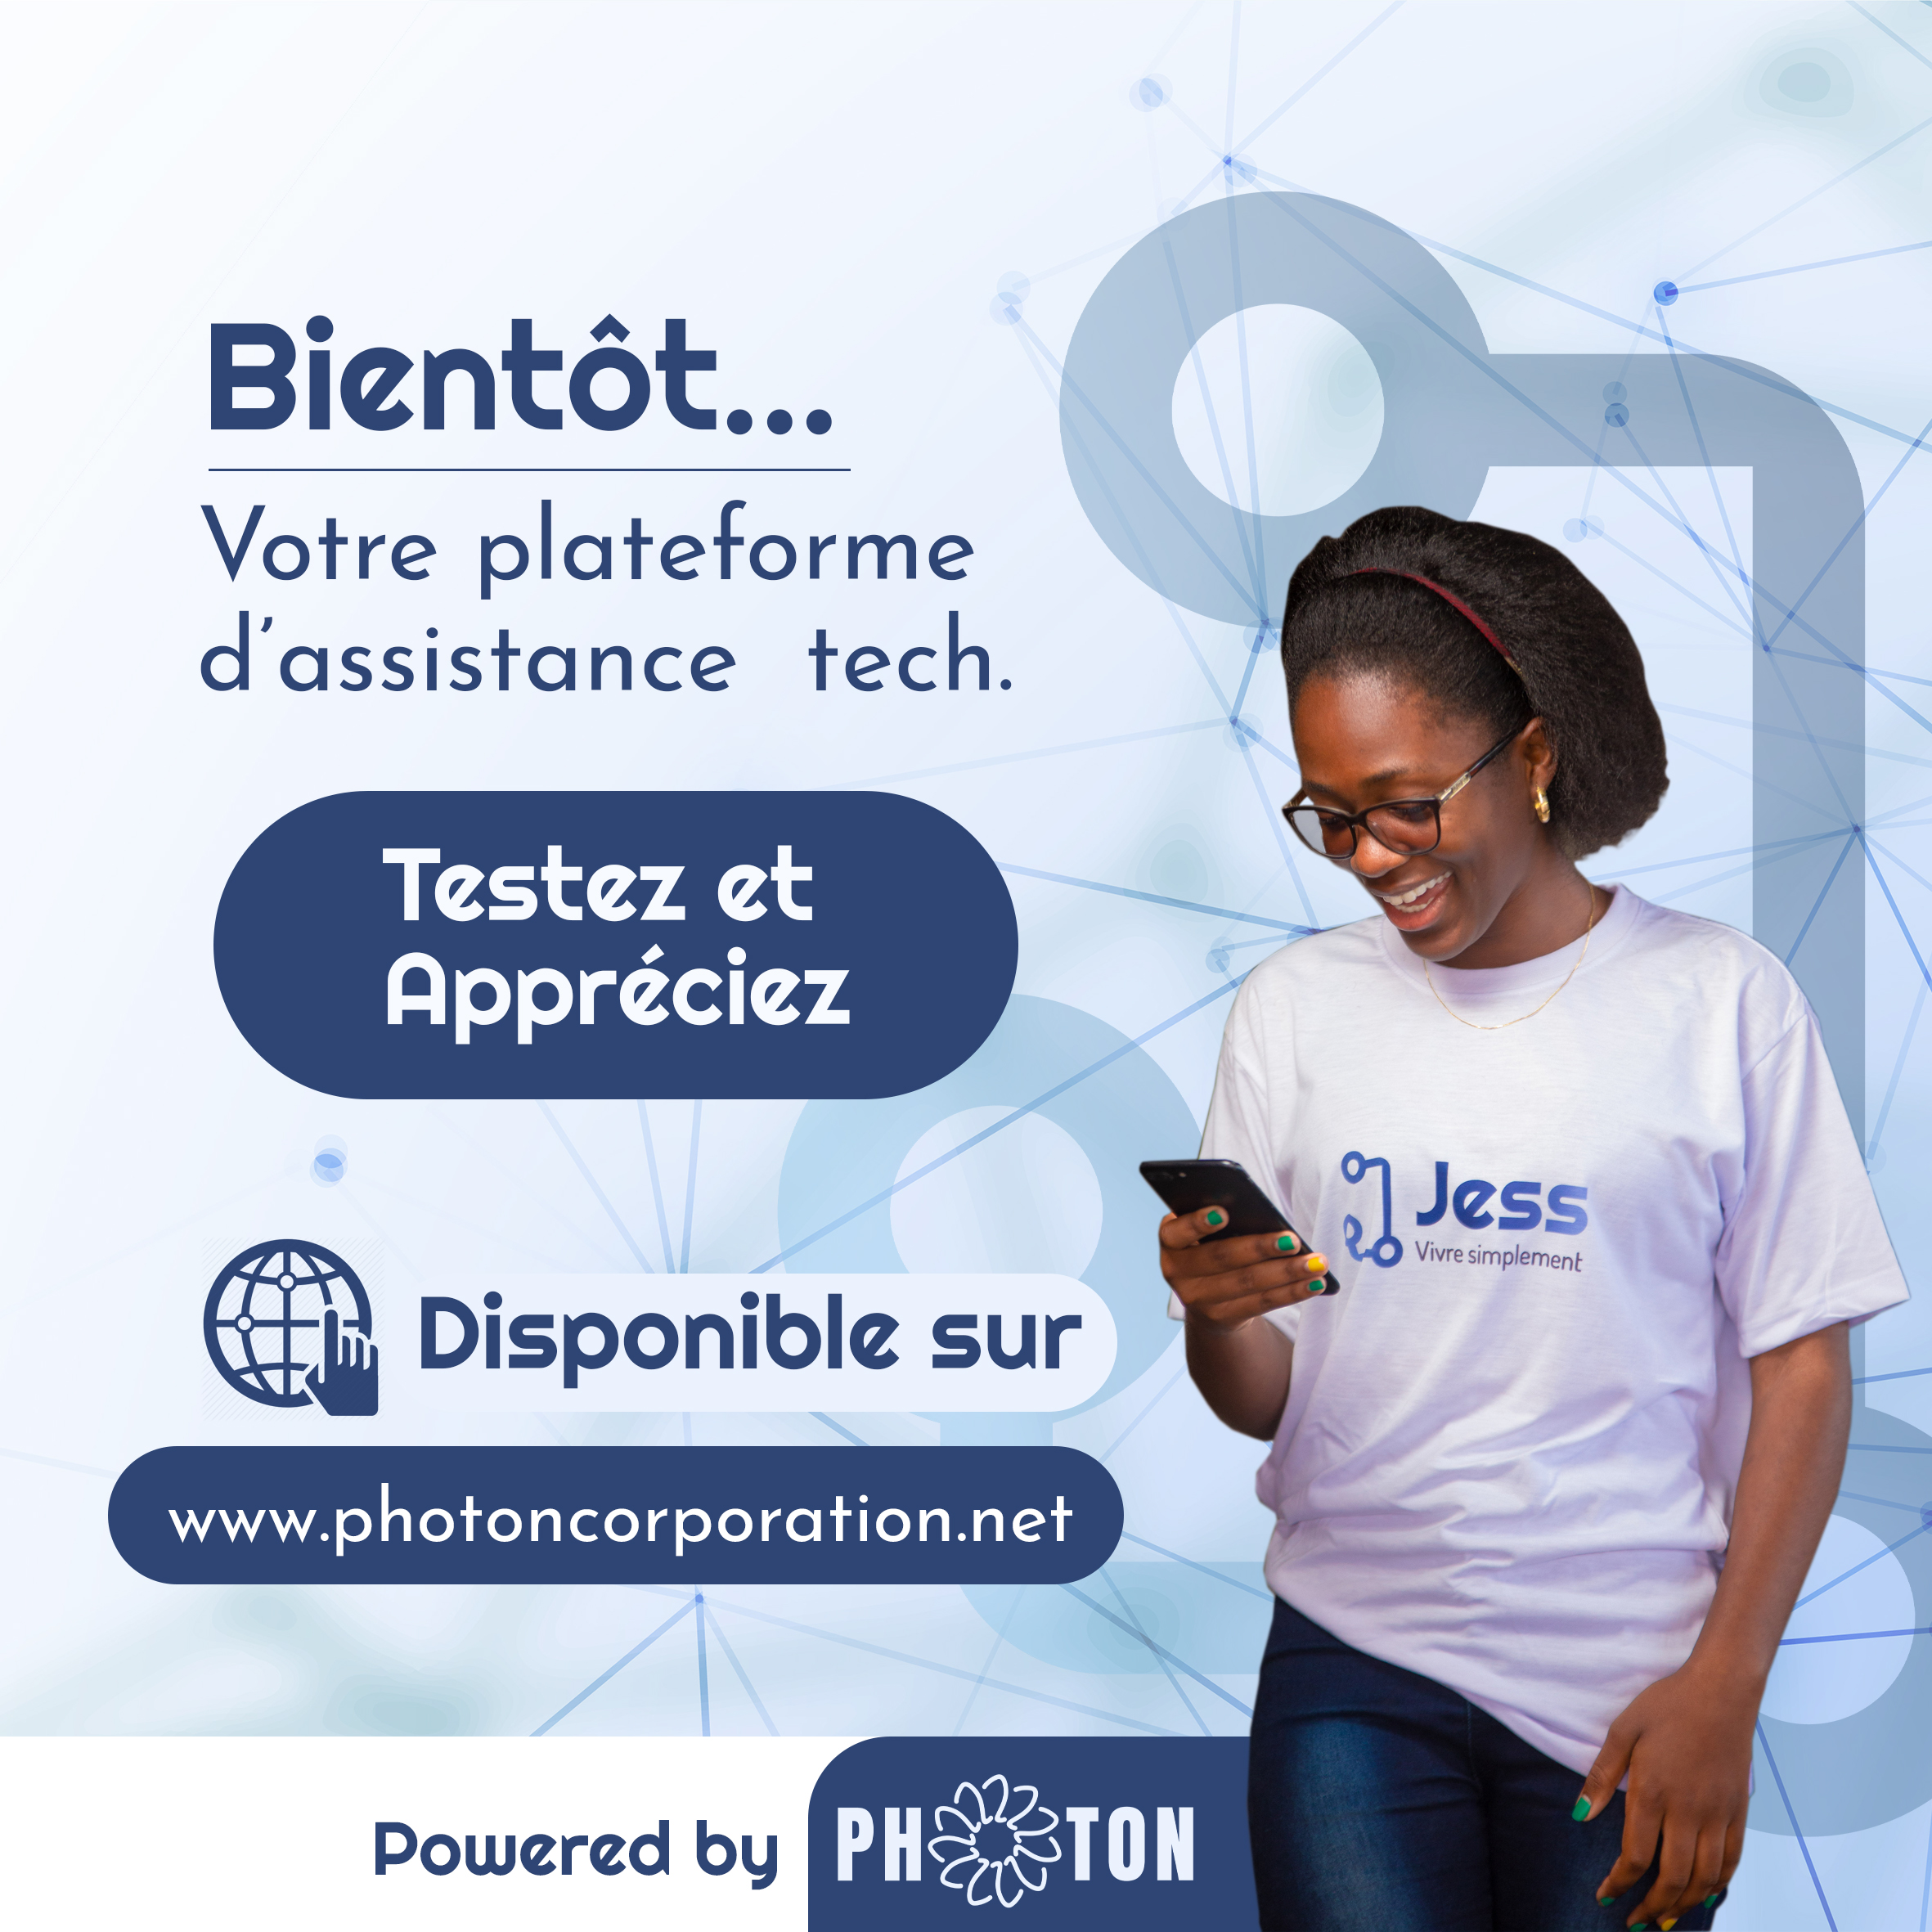 Bientôt...
Votre plateforme
d'assistance tech.
Testez et
Appréciez
Disponible sur
www.photoncorporation.net
Jess
Vivre simplement
Powered by
PHOTON